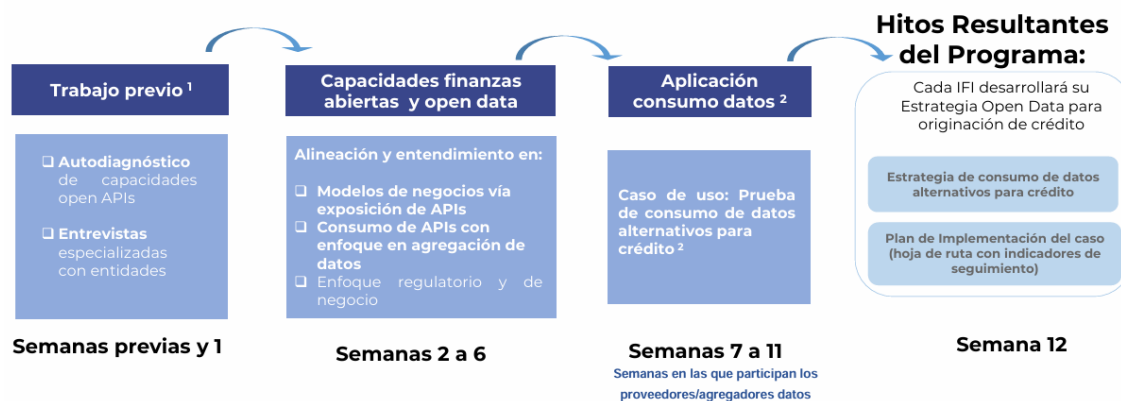 Trabajo previo ¹
❑ Autodiagnóstico
de capacidades
open APIs
❑ Entrevistas
especializadas
con entidades
Semanas previas y 1
Capacidades finanzas
abiertas y open data
Alineación y entendimiento en:
❑ Modelos de negocios vía
exposición de APIs
❑ Consumo de APIs con
enfoque en agregación de
datos
❑ Enfoque regulatorio y de
negocio
Semanas 2 a 6
Aplicación
consumo datos ²
Caso de uso: Prueba
de consumo de datos
alternativos para
crédito ²
Semanas 7 a 11
Semanas en las que participan los
proveedores/agregadores datos
Hitos Resultantes
del Programa:
Cada IFI desarrollará su
Estrategia Open Data para
originación de crédito
Estrategia de consumo de datos
alternativos para crédito
Plan de Implementación del caso
(hoja de ruta con indicadores de
seguimiento)
Semana 12